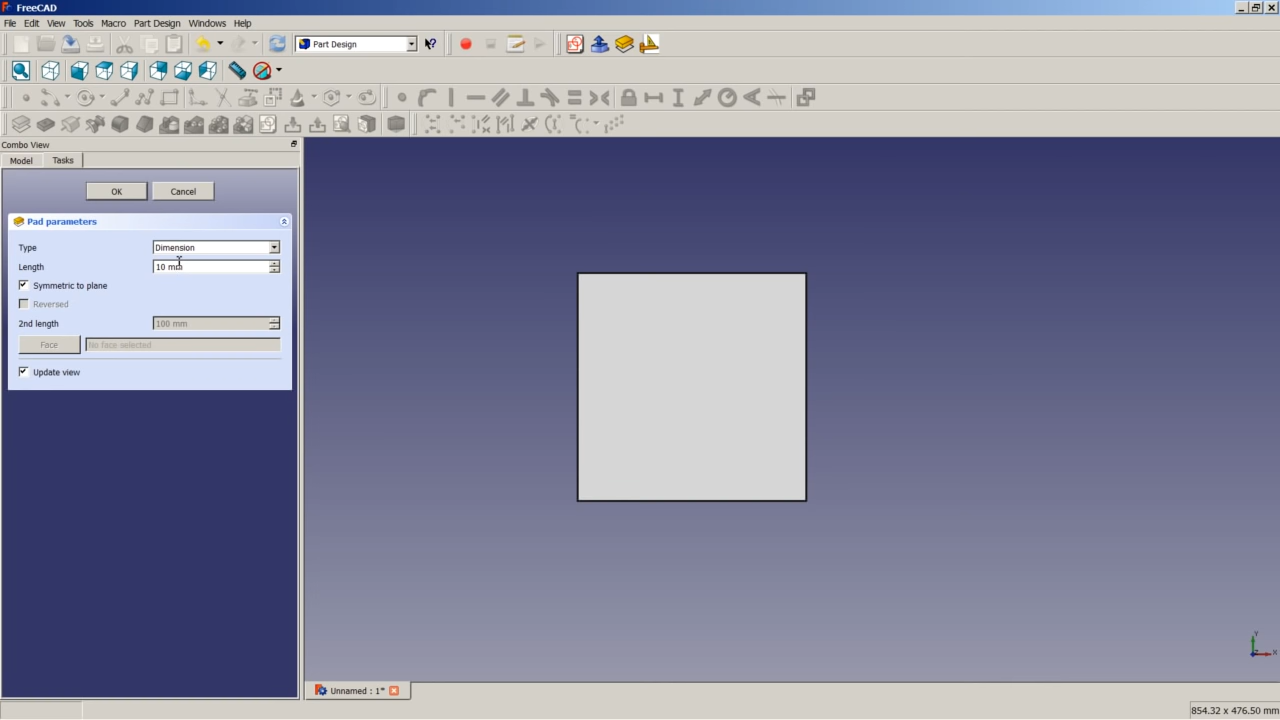 FreeCAD
File Edit View Tools Macro Part Design Windows Help
Part Design
Combo View
Model Tasks
OK Cancel
Pad parameters
Type Dimension
Length 10 mm
Symmetric to plane
Reversed
2nd length 100 mm
Face No face selected
Update view
Y
X
Unnamed : 1*
854.32 x 476.50 mm